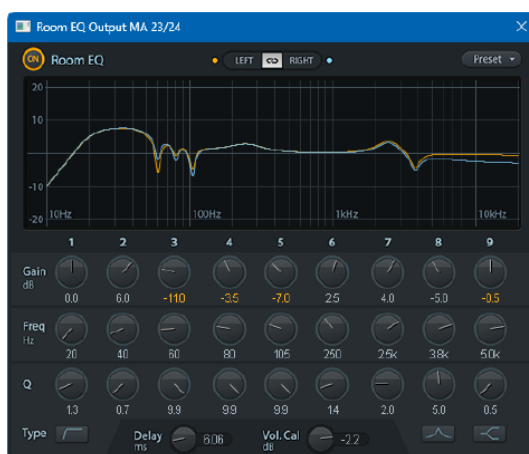 Room EQ Output MA 23/24
ON Room EQ LEFT RIGHT Preset
20
10
-10
-20 10Hz 100Hz 1kHz 10kHz
1 2 3 4 5 6 7 8 9
Gain
dB
0.0 6.0 -11.0 -3.5 -7.0 2.5 4.0 -5.0 -0.5
Freq
Hz
20 40 60 80 105 250 2.5k 3.8k 5.0k
Q
1.3 0.7 9.9 9.9 9.9 1.4 2.0 5.0 0.5
Type Delay 6.06 Vol. Cal -2.2
ms dB